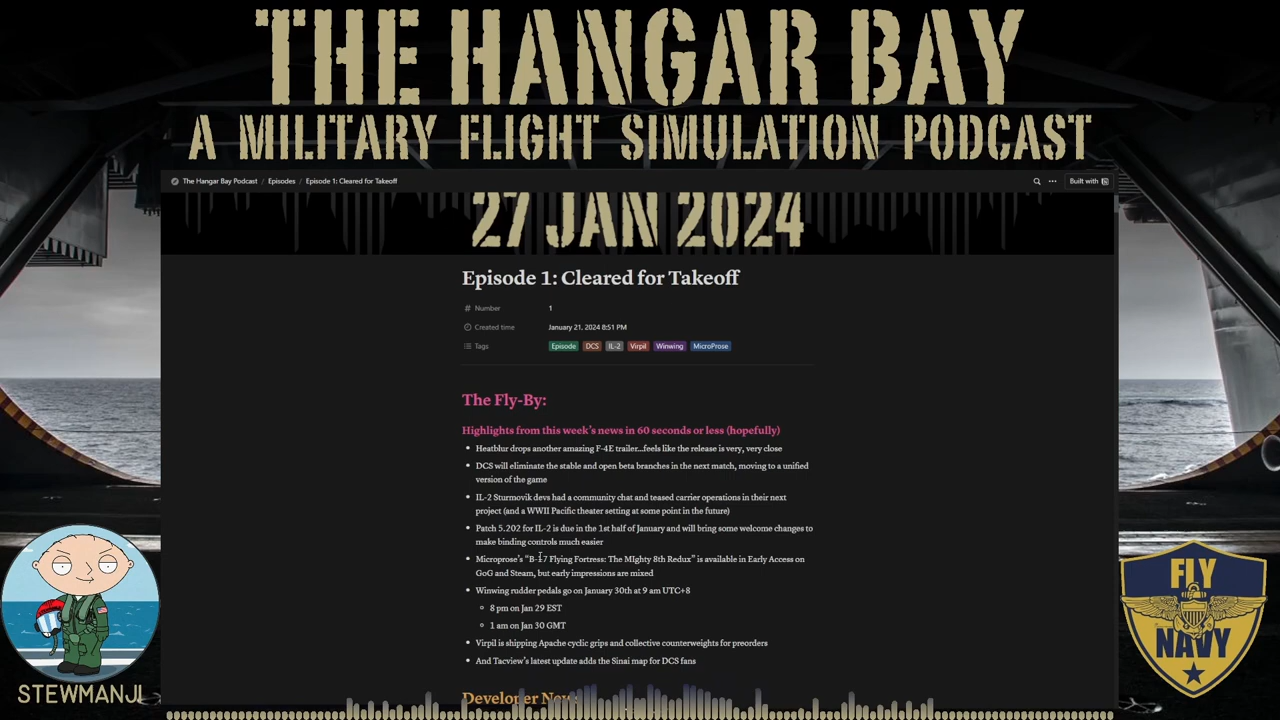 THE HANGAR BAY
A MILITARY FLIGHT SIMULATION PODCAST
The Hangar Bay Podcast / Episodes / Episode 1: Cleared for Takeoff
Built with
27 JAN 2024
Episode 1: Cleared for Takeoff
# Number 1
Created time January 21, 2024 8:51 PM
Tags Episode DCS IL-2 Virpil Winwing MicroProse
The Fly-By:
Highlights from this week's news in 60 seconds or less (hopefully)
• Heatblur drops another amazing F-4E trailer...feels like the release is very, very close
• DCS will eliminate the stable and open beta branches in the next match, moving to a unified
version of the game
• IL-2 Sturmovik devs had a community chat and teased carrier operations in their next
project (and a WWII Pacific theater setting at some point in the future)
• Patch 5.202 for IL-2 is due in the 1st half of January and will bring some welcome changes to
make binding controls much easier
• Microprose's "B-17 Flying Fortress: The MIghty 8th Redux" is available in Early Access on
GoG and Steam, but early impressions are mixed
• Winwing rudder pedals go on January 30th at 9 am UTC+8
◦ 8 pm on Jan 29 EST
◦ 1 am on Jan 30 GMT
• Virpil is shipping Apache cyclic grips and collective counterweights for preorders
• And Tacview's latest update adds the Sinai map for DCS fans
Developer News
STEWMANJI
FLY
NAVY